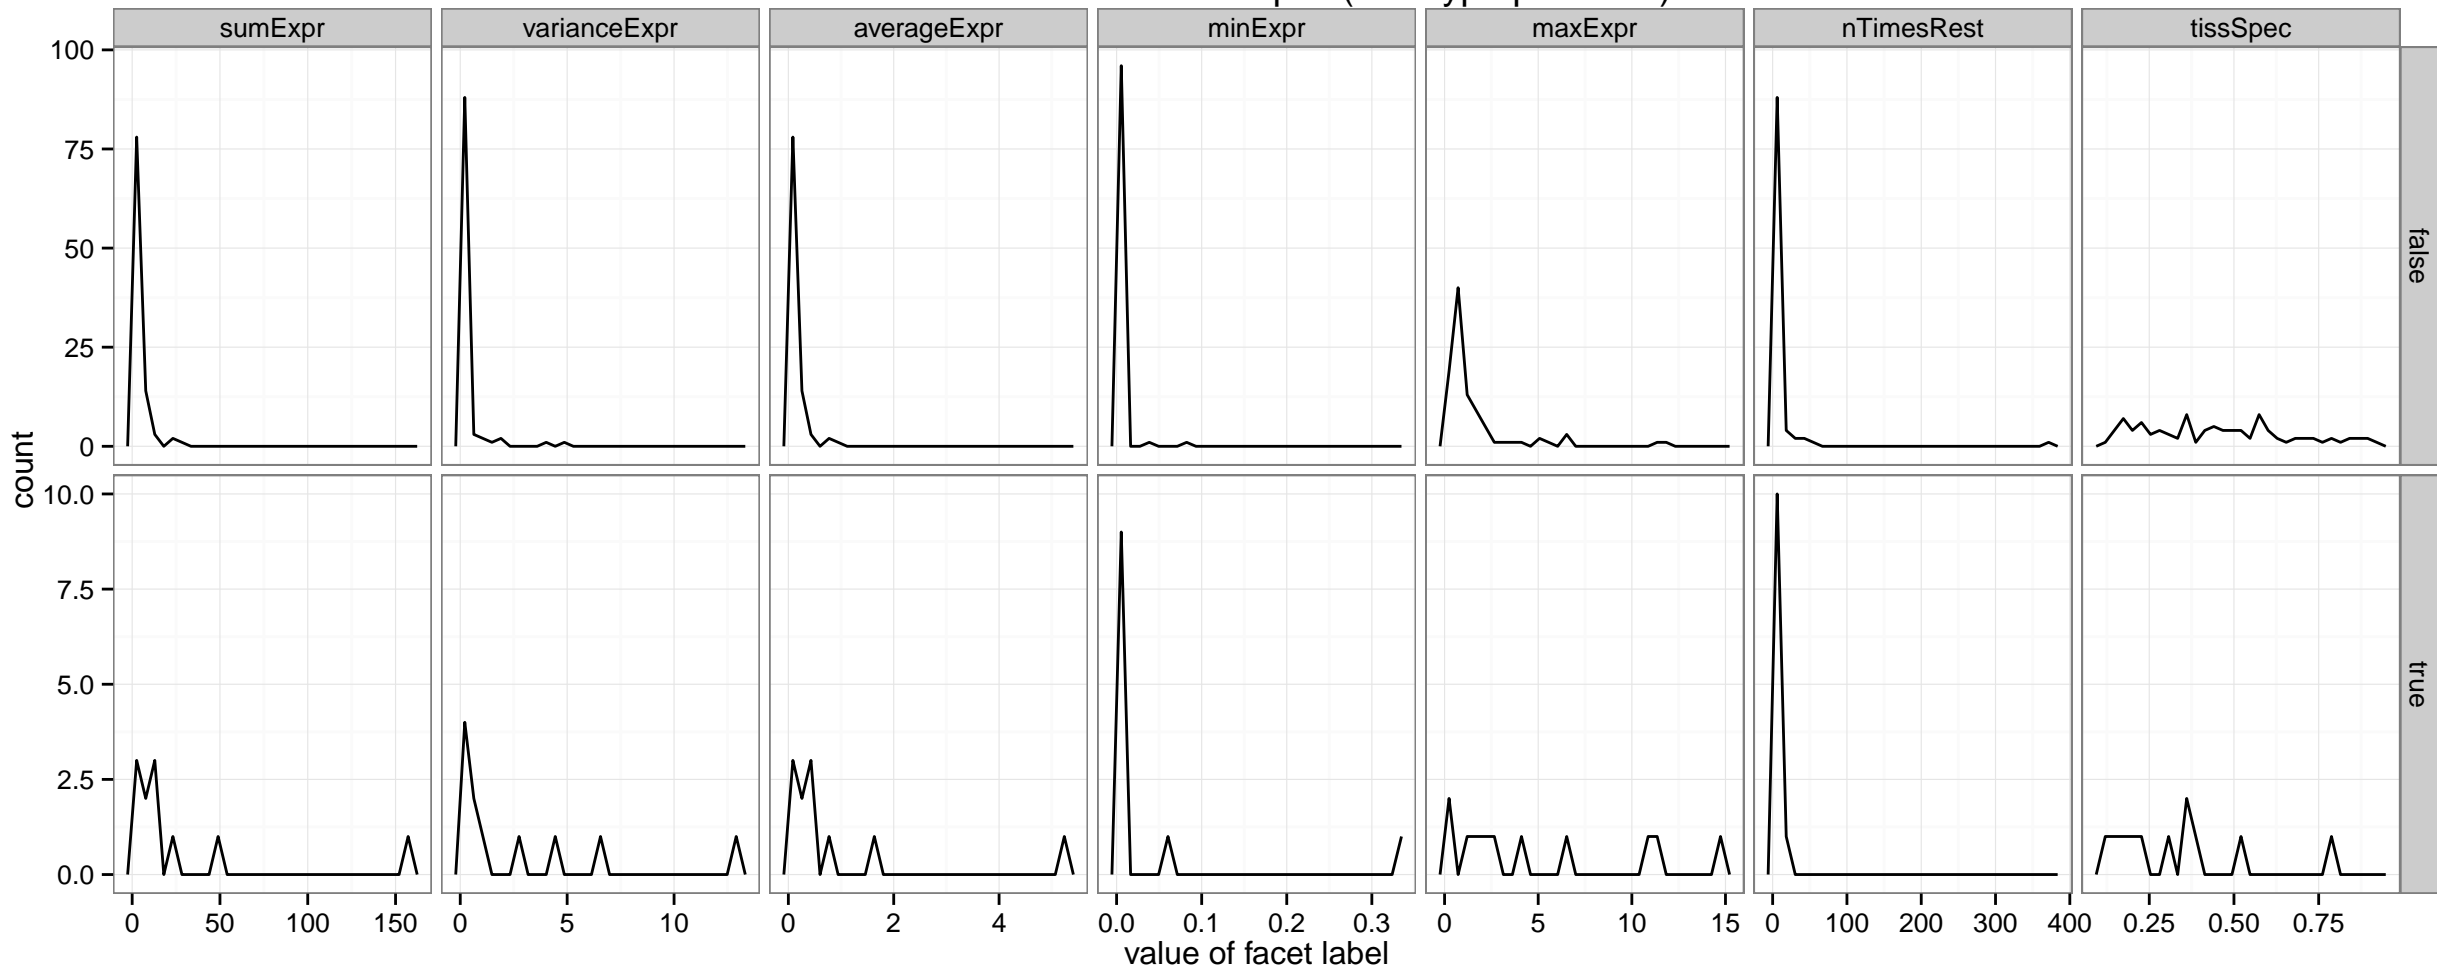 sumExpr varianceExpr averageExpr minExpr maxExpr nTimesRest tissSpec
100
75
50
25
0
false
count
10.0
7.5
5.0
2.5
0.0
true
0 50 100 150 0 5 10 0 2 4 0.0 0.1 0.2 0.3 0 5 10 15 0 100 200 300 400 0.25 0.50 0.75
value of facet label